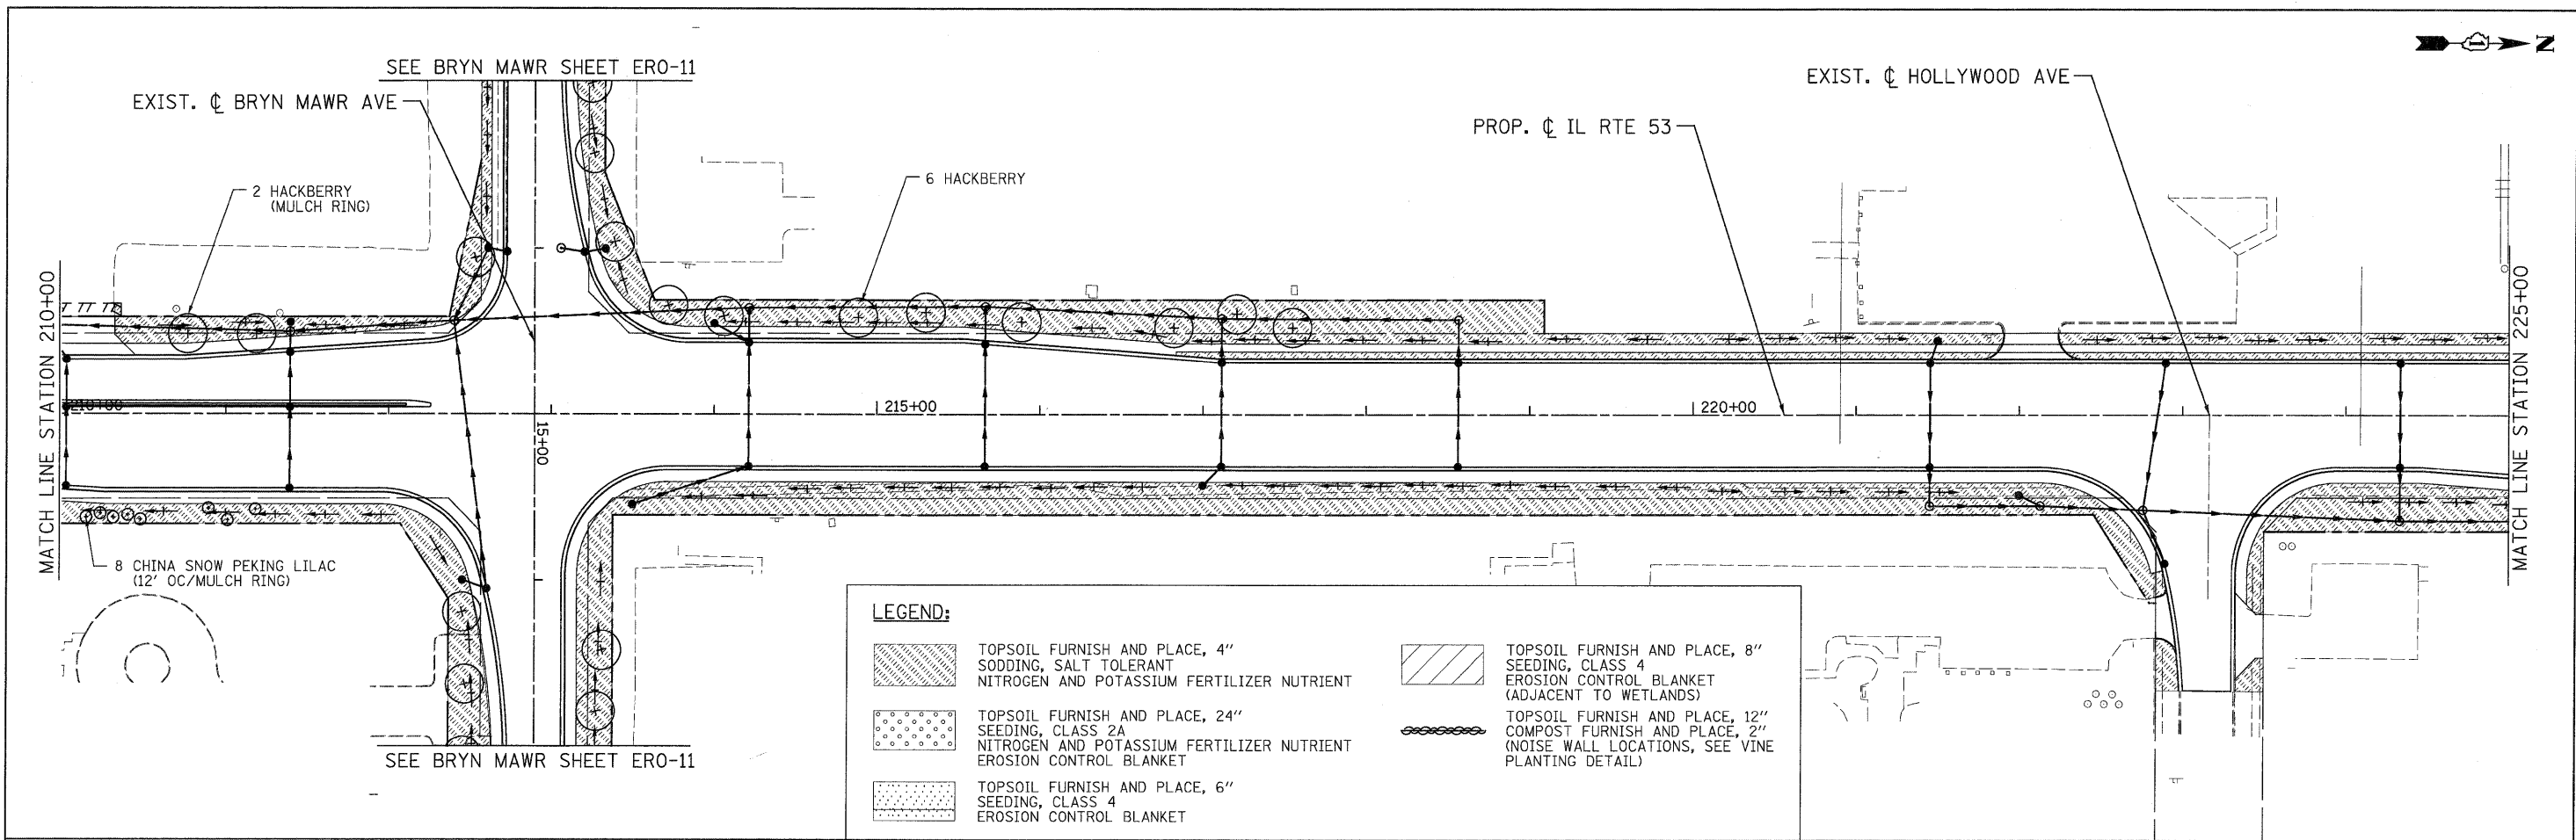 N
SEE BRYN MAWR SHEET ERO-11
EXIST. ℄ BRYN MAWR AVE
EXIST. ℄ HOLLYWOOD AVE
PROP. ℄ IL RTE 53
2 HACKBERRY
(MULCH RING)
6 HACKBERRY
MATCH LINE STATION 210+00
MATCH LINE STATION 225+00
210+00
215+00
220+00
15+00
8 CHINA SNOW PEKING LILAC
(12' OC/MULCH RING)
SEE BRYN MAWR SHEET ERO-11
LEGEND:
TOPSOIL FURNISH AND PLACE, 4"
SODDING, SALT TOLERANT
NITROGEN AND POTASSIUM FERTILIZER NUTRIENT
TOPSOIL FURNISH AND PLACE, 24"
SEEDING, CLASS 2A
NITROGEN AND POTASSIUM FERTILIZER NUTRIENT
EROSION CONTROL BLANKET
TOPSOIL FURNISH AND PLACE, 6"
SEEDING, CLASS 4
EROSION CONTROL BLANKET
TOPSOIL FURNISH AND PLACE, 8"
SEEDING, CLASS 4
EROSION CONTROL BLANKET
(ADJACENT TO WETLANDS)
TOPSOIL FURNISH AND PLACE, 12"
COMPOST FURNISH AND PLACE, 2"
(NOISE WALL LOCATIONS, SEE VINE
PLANTING DETAIL)